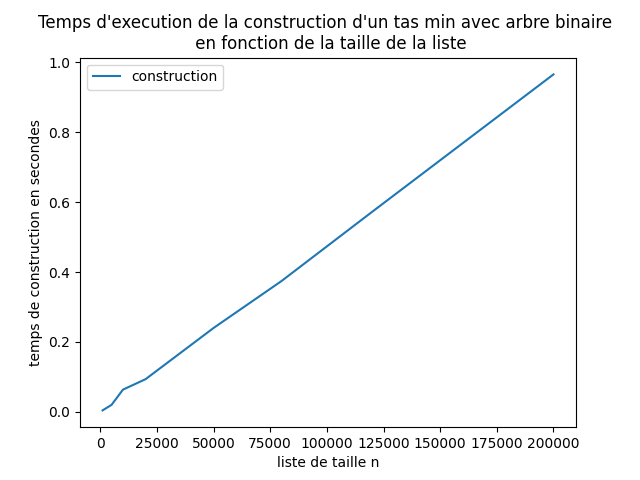 Temps d'execution de la construction d'un tas min avec arbre binaire
en fonction de la taille de la liste
construction
1.0
0.8
0.6
0.4
0.2
0.0
temps de construction en secondes
0 25000 50000 75000 100000 125000 150000 175000 200000
liste de taille n